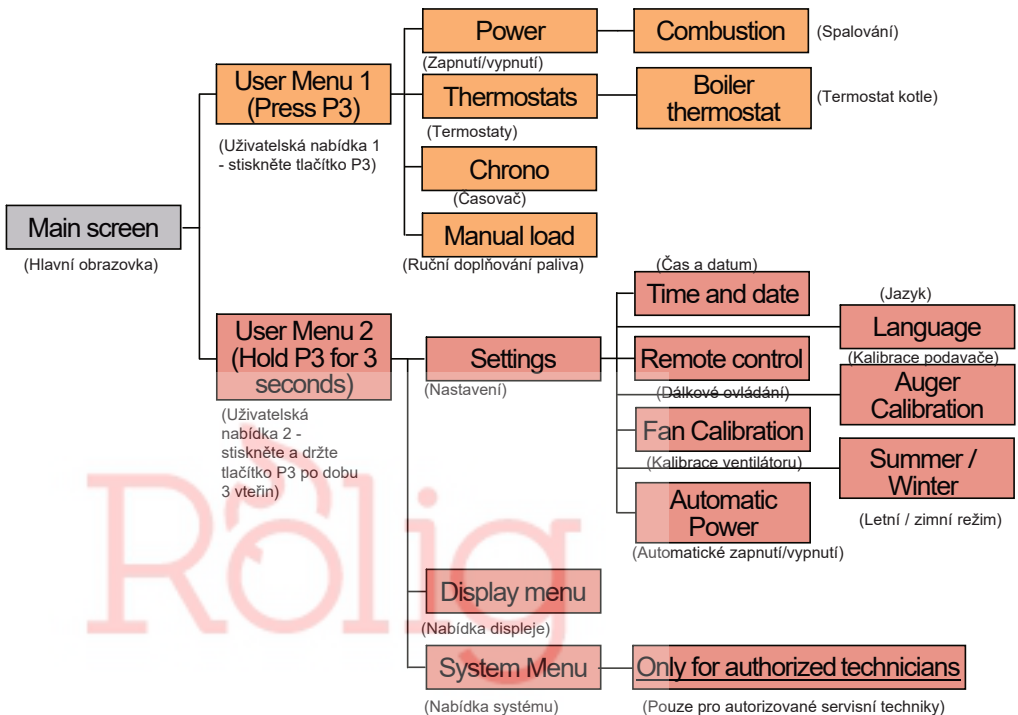 Main screen
(Hlavní obrazovka)
User Menu 1
(Press P3)
(Uživatelská nabídka 1
- stiskněte tlačítko P3)
Power
(Zapnutí/vypnutí)
Combustion
(Spalování)
Thermostats
(Termostaty)
Boiler
thermostat
(Termostat kotle)
Chrono
(Časovač)
Manual load
(Ruční doplňování paliva)
User Menu 2
(Hold P3 for 3
seconds)
(Uživatelská
nabídka 2 -
stiskněte a držte
tlačítko P3 po dobu
3 vteřin)
Settings
(Nastavení)
(Čas a datum)
Time and date
(Jazyk)
Language
Remote control
(Dálkové ovládání)
(Kalibrace podavače)
Auger
Calibration
Fan Calibration
(Kalibrace ventilátoru)
Summer /
Winter
(Letní / zimní režim)
Automatic
Power
(Automatické zapnutí/vypnutí)
Display menu
(Nabídka displeje)
System Menu
(Nabídka systému)
Only for authorized technicians
(Pouze pro autorizované servisní techniky)
Rolig